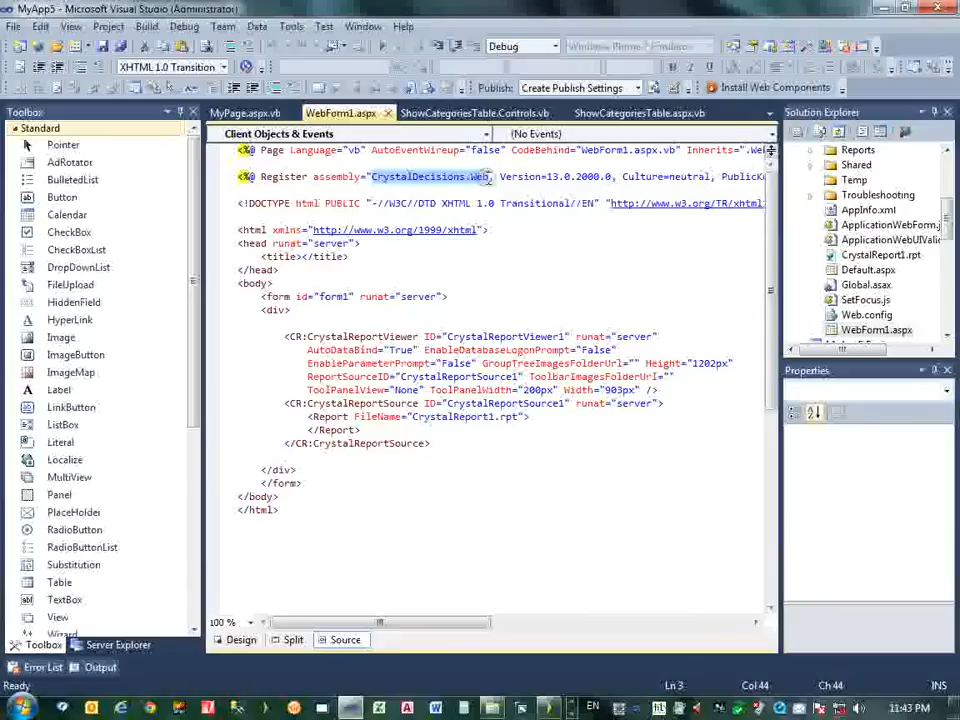 MyApp5 - Microsoft Visual Studio (Administrator)
File Edit View Project Build Debug Team Data Tools Test Window Help
Debug
XHTML 1.0 Transition
Publish: Create Publish Settings
Install Web Components
Toolbox
Standard
Pointer
AdRotator
BulletedList
Button
Calendar
CheckBox
CheckBoxList
DropDownList
FileUpload
HiddenField
HyperLink
Image
ImageButton
ImageMap
Label
LinkButton
ListBox
Literal
Localize
MultiView
Panel
PlaceHolder
RadioButton
RadioButtonList
Substitution
Table
TextBox
View
Wizard
Toolbox Server Explorer
MyPage.aspx.vb WebForm1.aspx ShowCategoriesTable.Controls.vb ShowCategoriesTable.aspx.vb
Client Objects & Events (No Events)
<%@ Page Language="vb" AutoEventWireup="false" CodeBehind="WebForm1.aspx.vb" Inherits=".We
<%@ Register assembly="CrystalDecisions.Web, Version=13.0.2000.0, Culture=neutral, PublicK
<!DOCTYPE html PUBLIC "-//W3C//DTD XHTML 1.0 Transitional//EN" "http://www.w3.org/TR/xhtml
<html xmlns="http://www.w3.org/1999/xhtml">
<head runat="server">
<title></title>
</head>
<body>
<form id="form1" runat="server">
<div>
<CR:CrystalReportViewer ID="CrystalReportViewer1" runat="server"
AutoDataBind="True" EnableDatabaseLogonPrompt="False"
EnableParameterPrompt="False" GroupTreeImagesFolderUrl="" Height="1202px"
ReportSourceID="CrystalReportSource1" ToolbarImagesFolderUrl=""
ToolPanelView="None" ToolPanelWidth="200px" Width="903px" />
<CR:CrystalReportSource ID="CrystalReportSource1" runat="server">
<Report FileName="CrystalReport1.rpt">
</Report>
</CR:CrystalReportSource>
</div>
</form>
</body>
</html>
100 %
Design Split Source
Solution Explorer
Reports
Shared
Temp
Troubleshooting
AppInfo.xml
ApplicationWebForm.j
ApplicationWebUIValic
CrystalReport1.rpt
Default.aspx
Global.asax
SetFocus.js
Web.config
WebForm1.aspx
Properties
Error List Output
Ready Ln 3 Col 44 Ch 44 INS
EN 11:43 PM